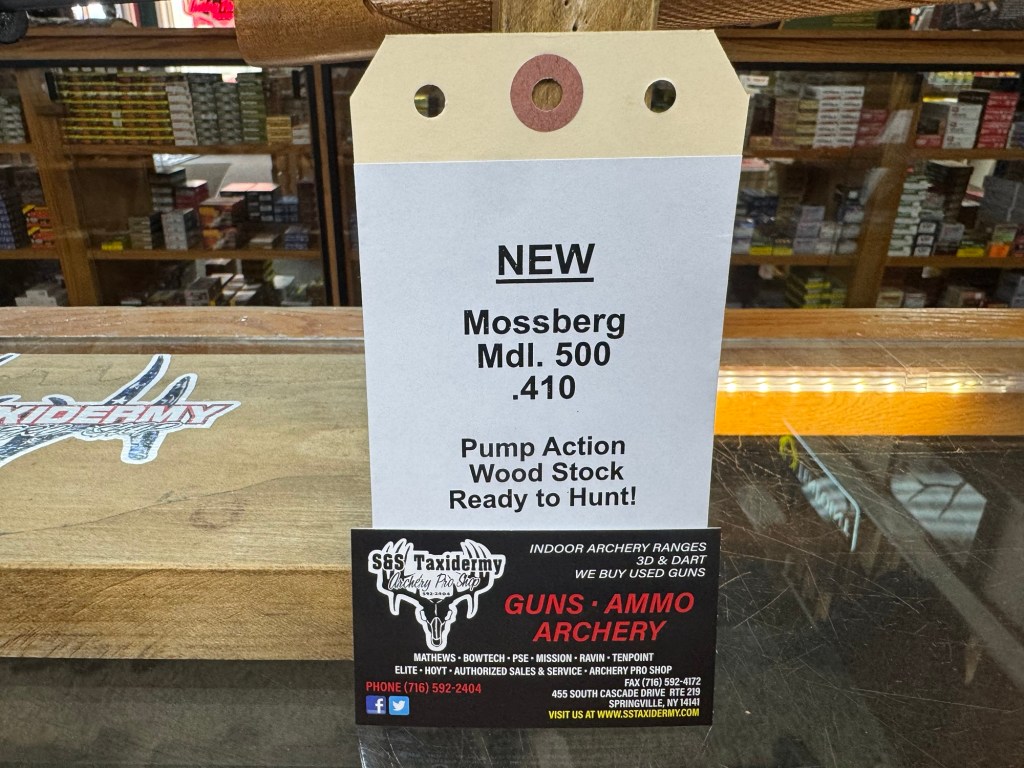 NEW
Mossberg
Mdl. 500
.410
Pump Action
Wood Stock
Ready to Hunt!
XIDERMY
S&S Taxidermy
Archery Pro Shop
592-2404
INDOOR ARCHERY RANGES
3D & DART
WE BUY USED GUNS
GUNS · AMMO
ARCHERY
MATHEWS • BOWTECH • PSE • MISSION • RAVIN • TENPOINT
ELITE • HOYT • AUTHORIZED SALES & SERVICE • ARCHERY PRO SHOP
PHONE (716) 592-2404
FAX (716) 592-4172
455 SOUTH CASCADE DRIVE RTE 219
SPRINGVILLE, NY 14141
VISIT US AT WWW.SSTAXIDERMY.COM